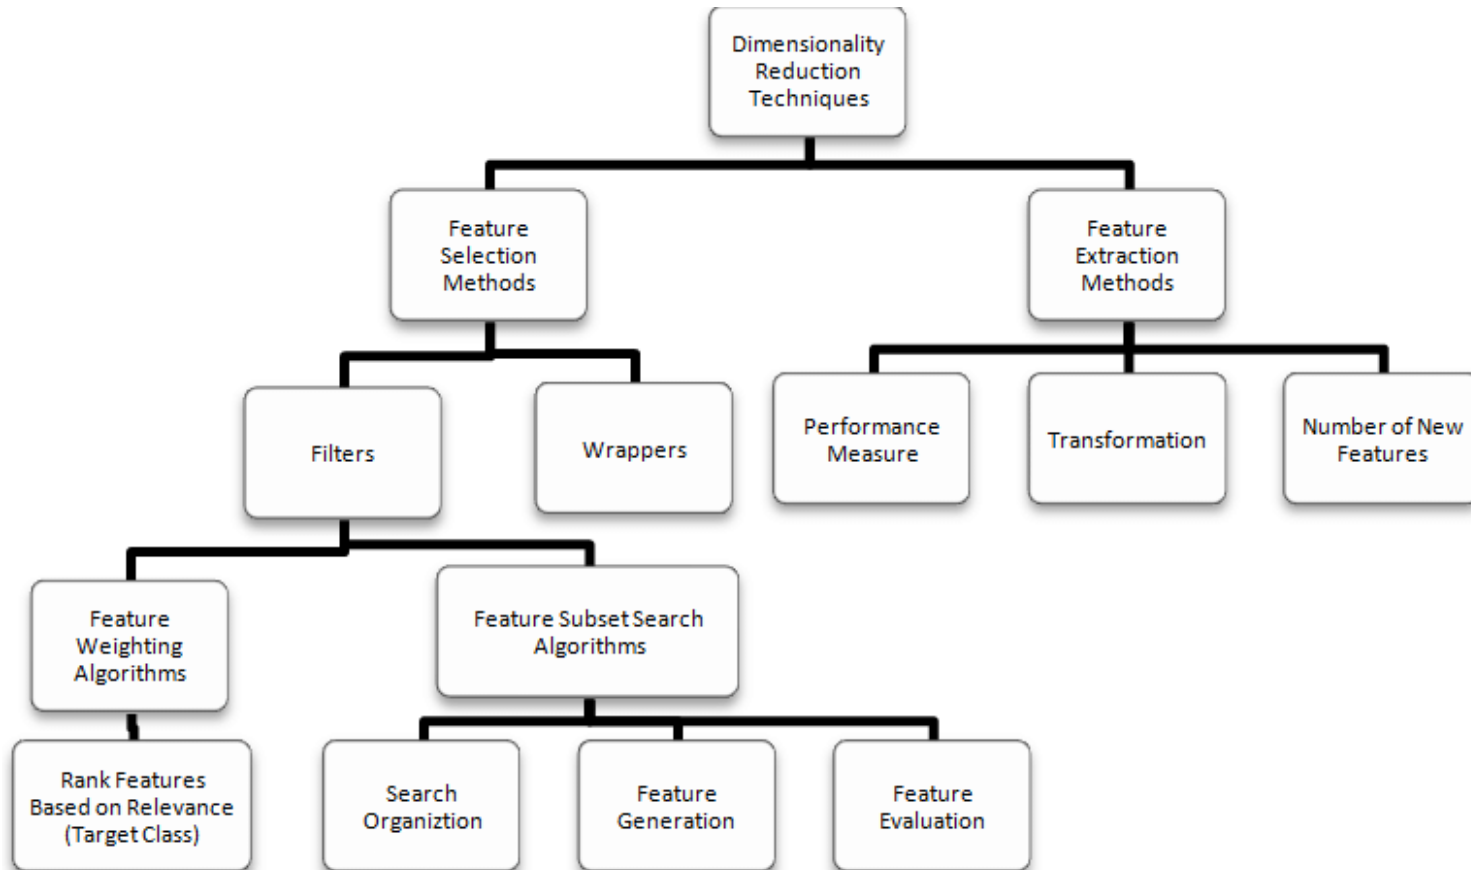 Dimensionality
Reduction
Techniques
Feature
Selection
Methods
Feature
Extraction
Methods
Filters
Wrappers
Performance
Measure
Transformation
Number of New
Features
Feature
Weighting
Algorithms
Feature Subset Search
Algorithms
Rank Features
Based on Relevance
(Target Class)
Search
Organiztion
Feature
Generation
Feature
Evaluation